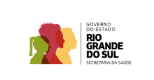 GOVERNO
DO ESTADO
RIO
GRANDE
DO SUL
SECRETARIA DA SAÚDE